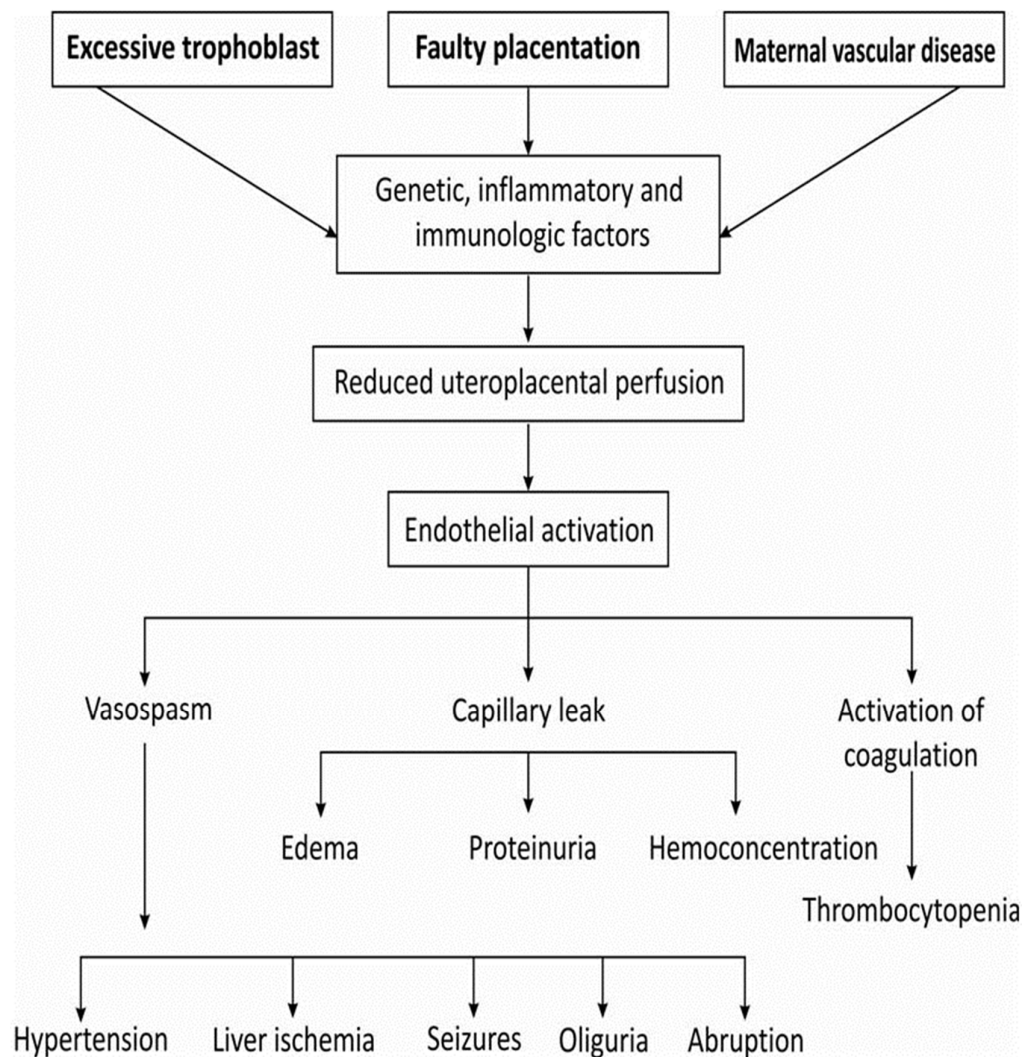 Excessive trophoblast
Faulty placentation
Maternal vascular disease
Genetic, inflammatory and
immunologic factors
Reduced uteroplacental perfusion
Endothelial activation
Vasospasm
Capillary leak
Activation of
coagulation
Edema
Proteinuria
Hemoconcentration
Thrombocytopenia
Hypertension
Liver ischemia
Seizures
Oliguria
Abruption